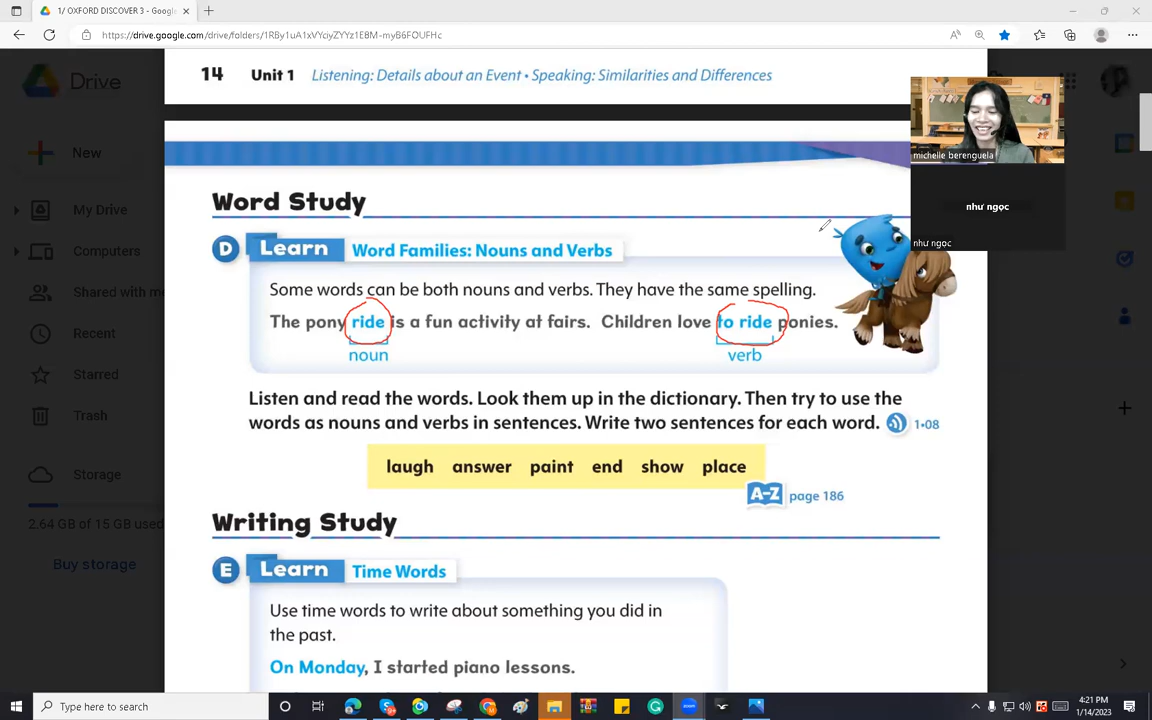 1/ OXFORD DISCOVER 3 - Google
https://drive.google.com/drive/folders/1RBy1uA1xVYciyZYYz1E8M-myB6FOUFHc
Drive
New
My Drive
Computers
Shared with me
Recent
Starred
Trash
Storage
2.64 GB of 15 GB used
Buy storage
14 Unit 1 Listening: Details about an Event • Speaking: Similarities and Differences
michelle berenguela
như ngọc
như ngọc
Word Study
D Learn Word Families: Nouns and Verbs
Some words can be both nouns and verbs. They have the same spelling.
The pony ride is a fun activity at fairs. Children love to ride ponies.
noun verb
Listen and read the words. Look them up in the dictionary. Then try to use the
words as nouns and verbs in sentences. Write two sentences for each word. 1•08
laugh answer paint end show place
A-Z page 186
Writing Study
E Learn Time Words
Use time words to write about something you did in
the past.
On Monday, I started piano lessons.
Type here to search
4:21 PM
1/14/2023